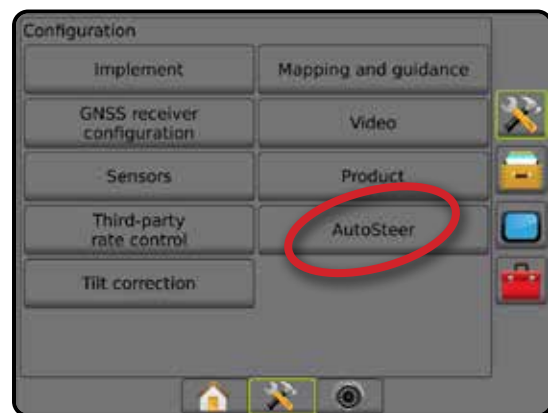 Configuration
Implement
Mapping and guidance
GNSS receiver
configuration
Video
Sensors
Product
Third-party
rate control
AutoSteer
Tilt correction